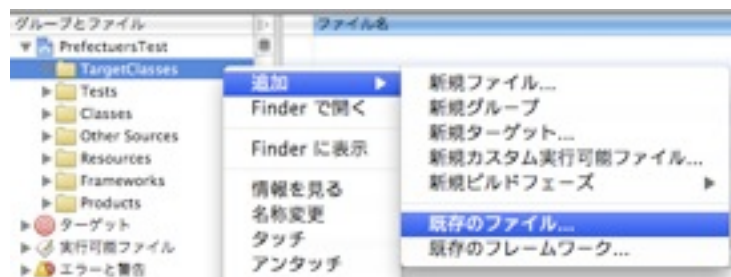 グループとファイル
ファイル名
PrefectuersTest
TargetClasses
Tests
Classes
Other Sources
Resources
Frameworks
Products
ターゲット
実行可能ファイル
エラーと警告
追加
Finder で開く
Finder に表示
情報を見る
名称変更
タッチ
アンタッチ
新規ファイル...
新規グループ
新規ターゲット...
新規カスタム実行可能ファイル...
新規ビルドフェーズ
既存のファイル...
既存のフレームワーク...